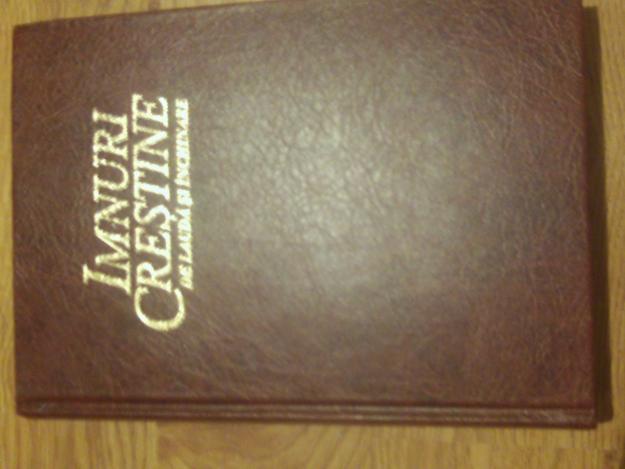 IMNURI
CREȘTINE
DE LAUDĂ ȘI ÎNCHINARE